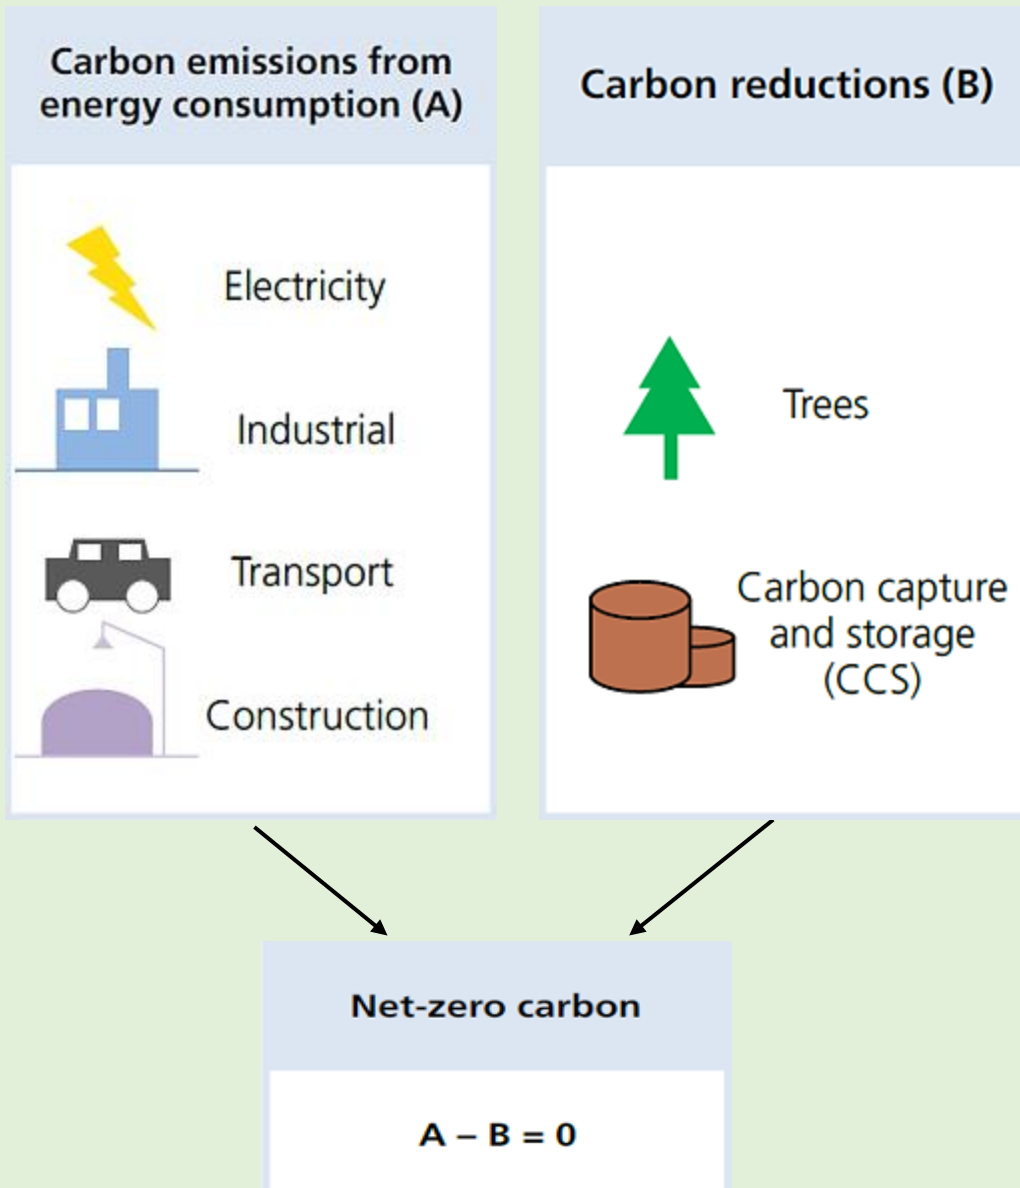 Carbon emissions from
energy consumption (A)
Electricity
Industrial
Transport
Construction
Carbon reductions (B)
Trees
Carbon capture
and storage
(CCS)
Net-zero carbon
A – B = 0